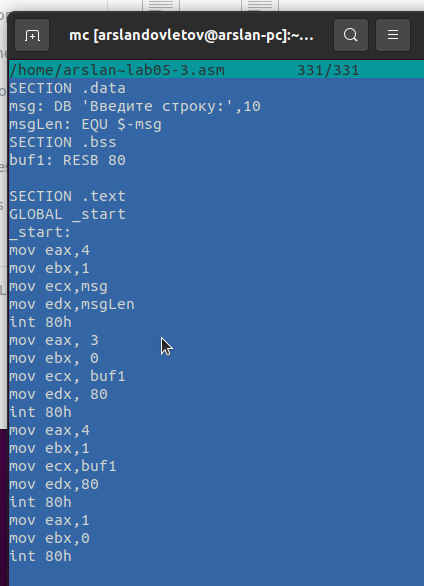 mc [arslandovletov@arslan-pc]:~...
/home/arslan~lab05-3.asm 331/331
SECTION .data
msg: DB 'Введите строку:',10
msgLen: EQU $-msg
SECTION .bss
buf1: RESB 80
SECTION .text
GLOBAL _start
_start:
mov eax,4
mov ebx,1
mov ecx,msg
mov edx,msgLen
int 80h
mov eax, 3
mov ebx, 0
mov ecx, buf1
mov edx, 80
int 80h
mov eax,4
mov ebx,1
mov ecx,buf1
mov edx,80
int 80h
mov eax,1
mov ebx,0
int 80h